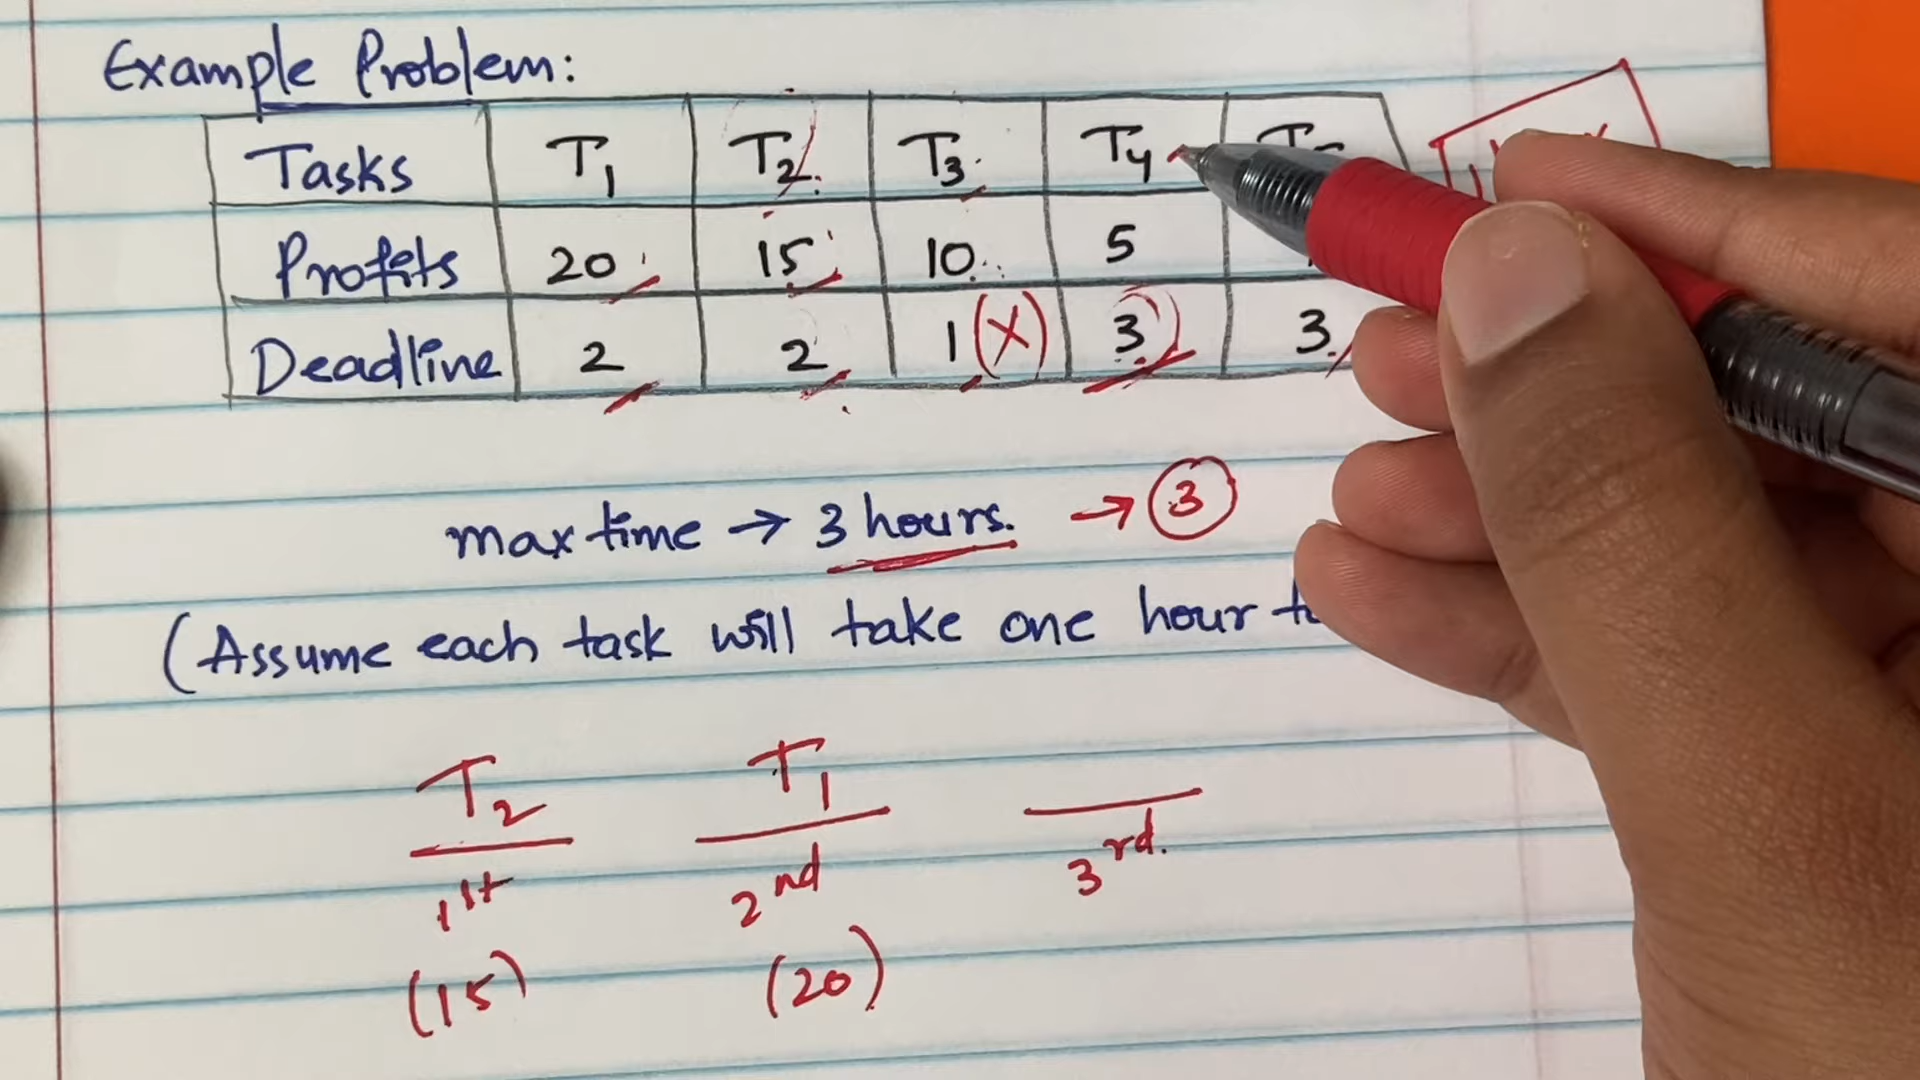 Example Problem:
Tasks T1 T2 T3 T4
Profits 20 15 10 5
Deadline 2 2 1 (X) 3 3
max time → 3 hours. → 3
(Assume each task will take one hour
T2 T1
1st 2nd 3rd.
(15) (20)